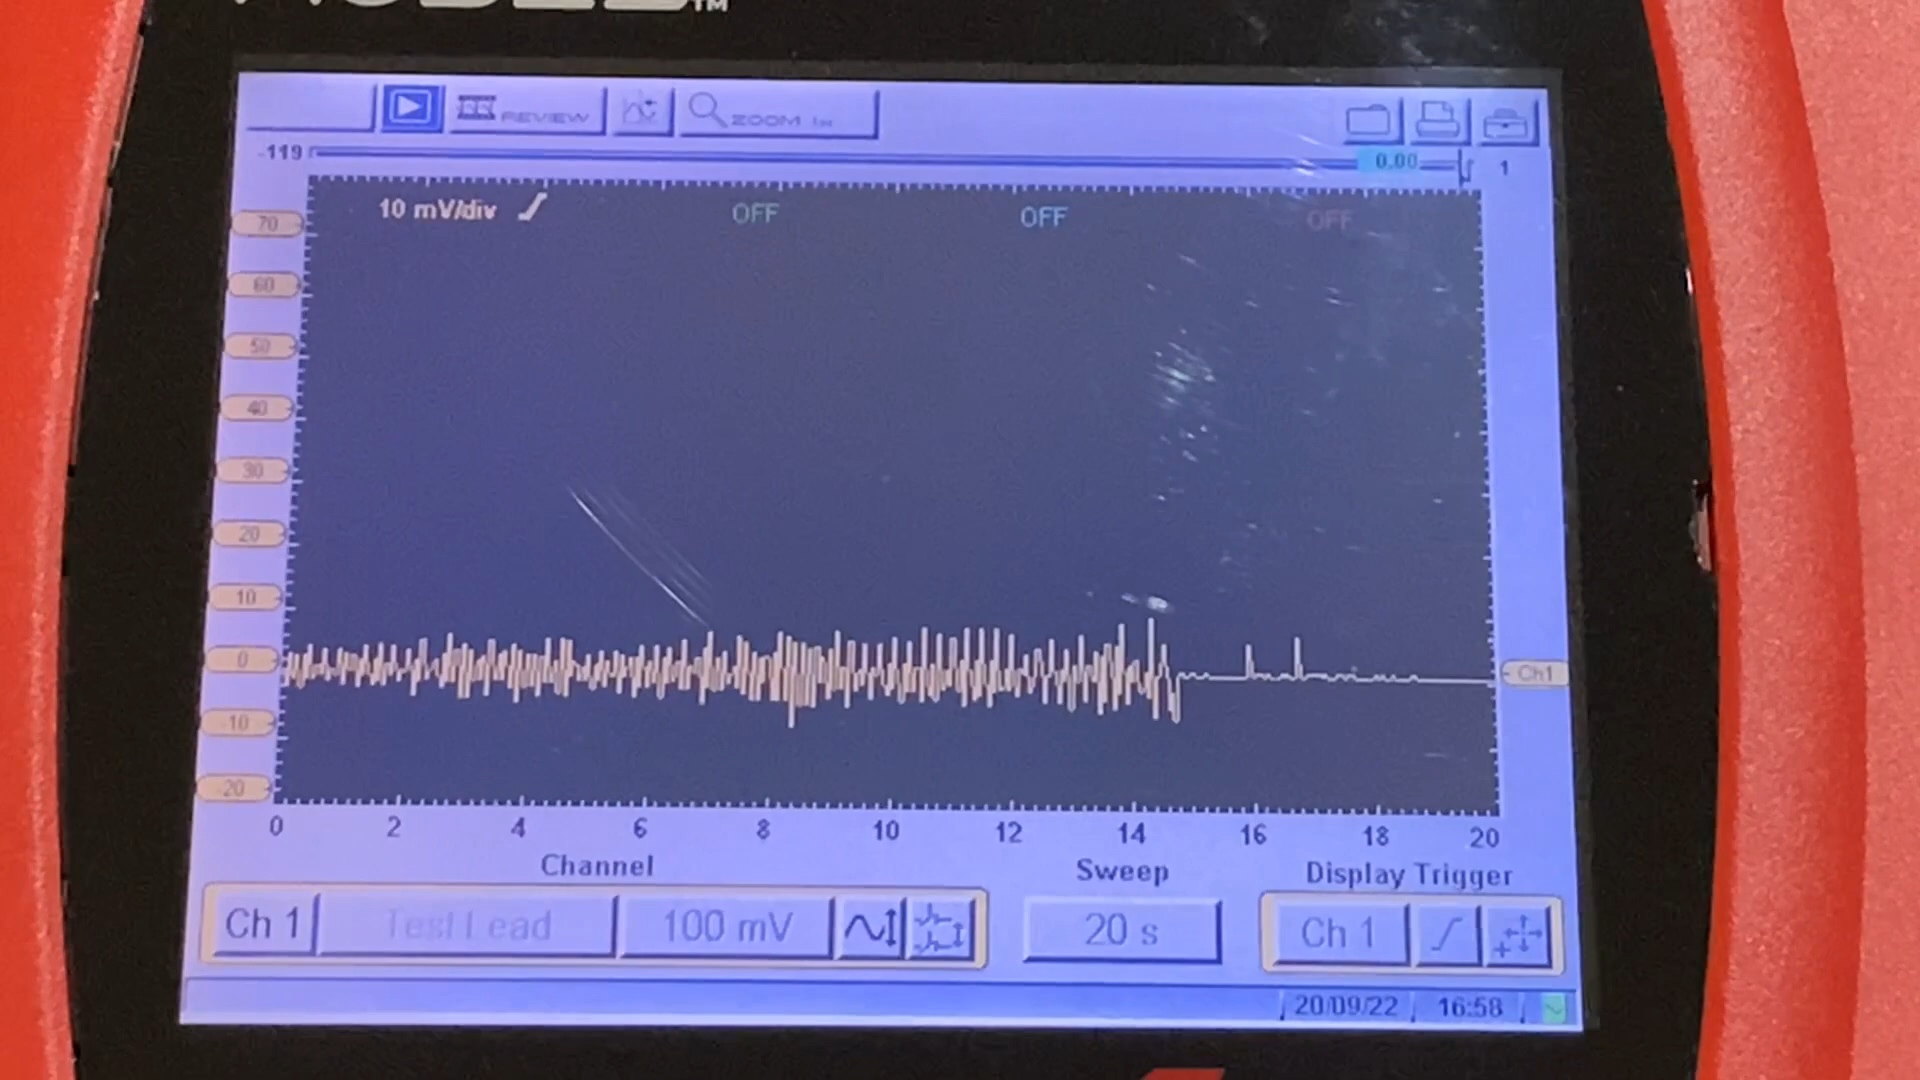 TM
REVIEW ZOOM 1x
-119 0.00 1
10 mV/div OFF OFF OFF
70
60
50
40
30
20
10
0
Ch1
-10
-20
0 2 4 6 8 10 12 14 16 18 20
Channel Sweep Display Trigger
Ch 1 Test Lead 100 mV 20 s Ch 1
20/09/22 16:58